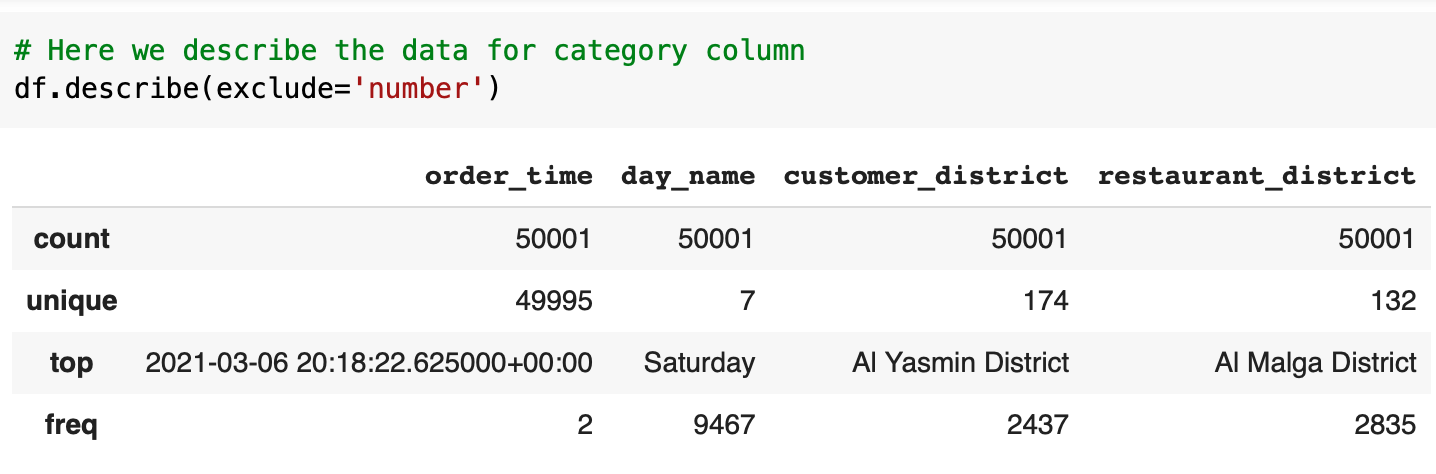 # Here we describe the data for category column
df.describe(exclude='number')
order_time day_name customer_district restaurant_district
count 50001 50001 50001 50001
unique 49995 7 174 132
top 2021-03-06 20:18:22.625000+00:00 Saturday Al Yasmin District Al Malga District
freq 2 9467 2437 2835